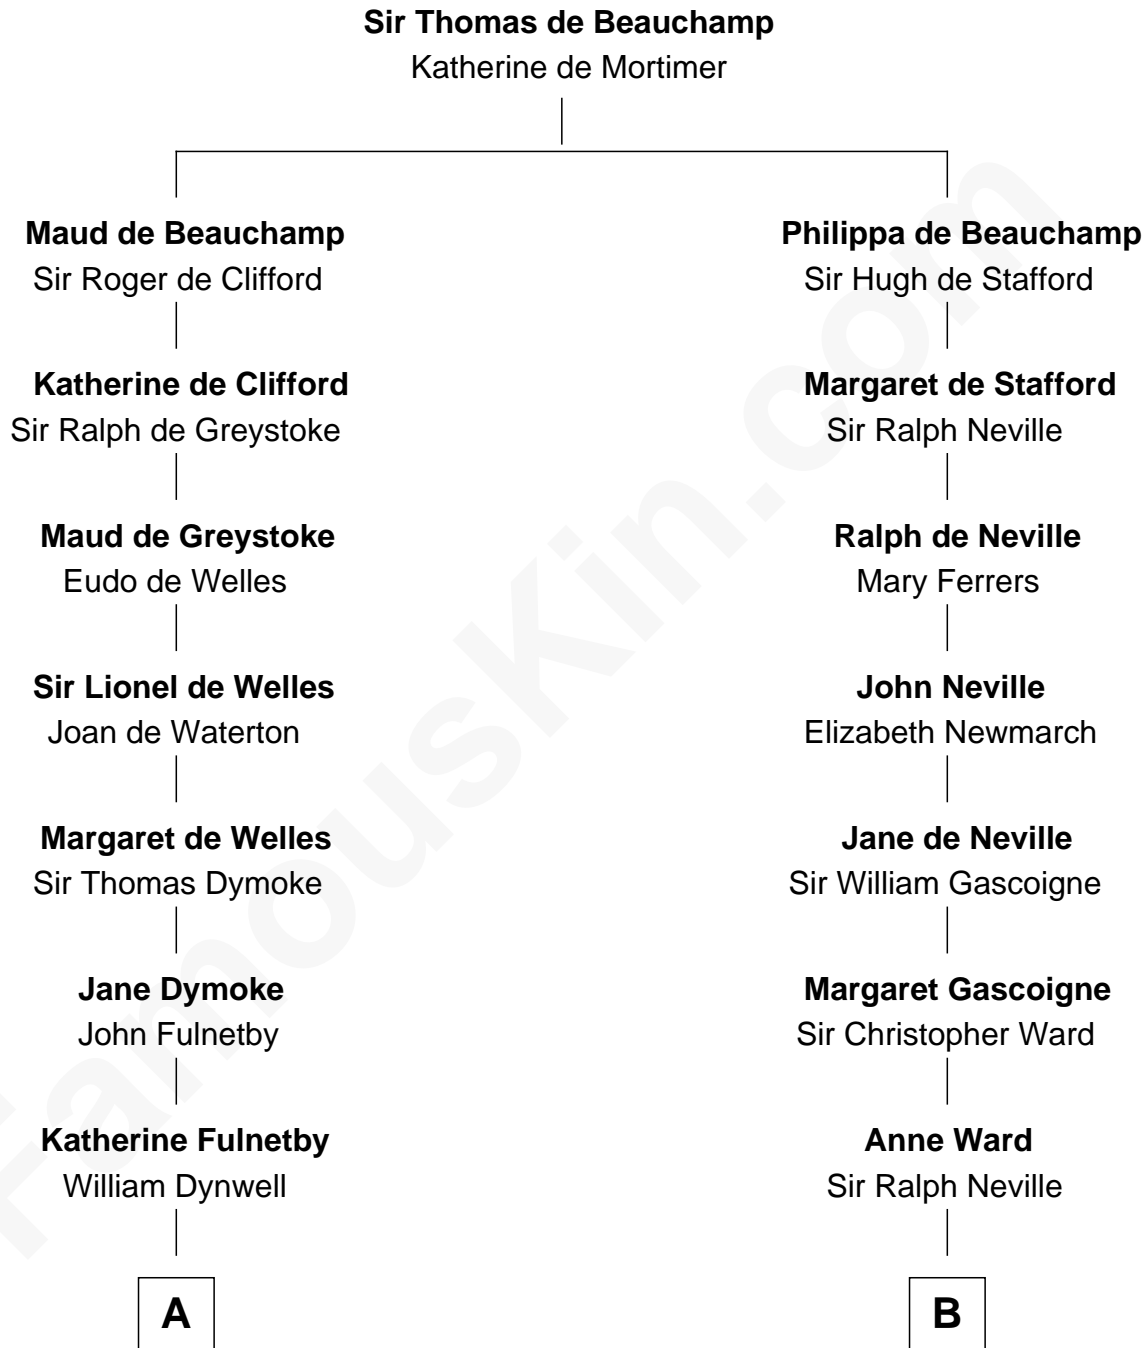 Sir Thomas de Beauchamp
Katherine de Mortimer
Maud de Beauchamp
Sir Roger de Clifford
Philippa de Beauchamp
Sir Hugh de Stafford
Katherine de Clifford
Sir Ralph de Greystoke
Margaret de Stafford
Sir Ralph Neville
Maud de Greystoke
Eudo de Welles
Ralph de Neville
Mary Ferrers
Sir Lionel de Welles
Joan de Waterton
John Neville
Elizabeth Newmarch
Margaret de Welles
Sir Thomas Dymoke
Jane de Neville
Sir William Gascoigne
Jane Dymoke
John Fulnetby
Margaret Gascoigne
Sir Christopher Ward
Katherine Fulnetby
William Dynwell
Anne Ward
Sir Ralph Neville
A
B
FamousKin.com